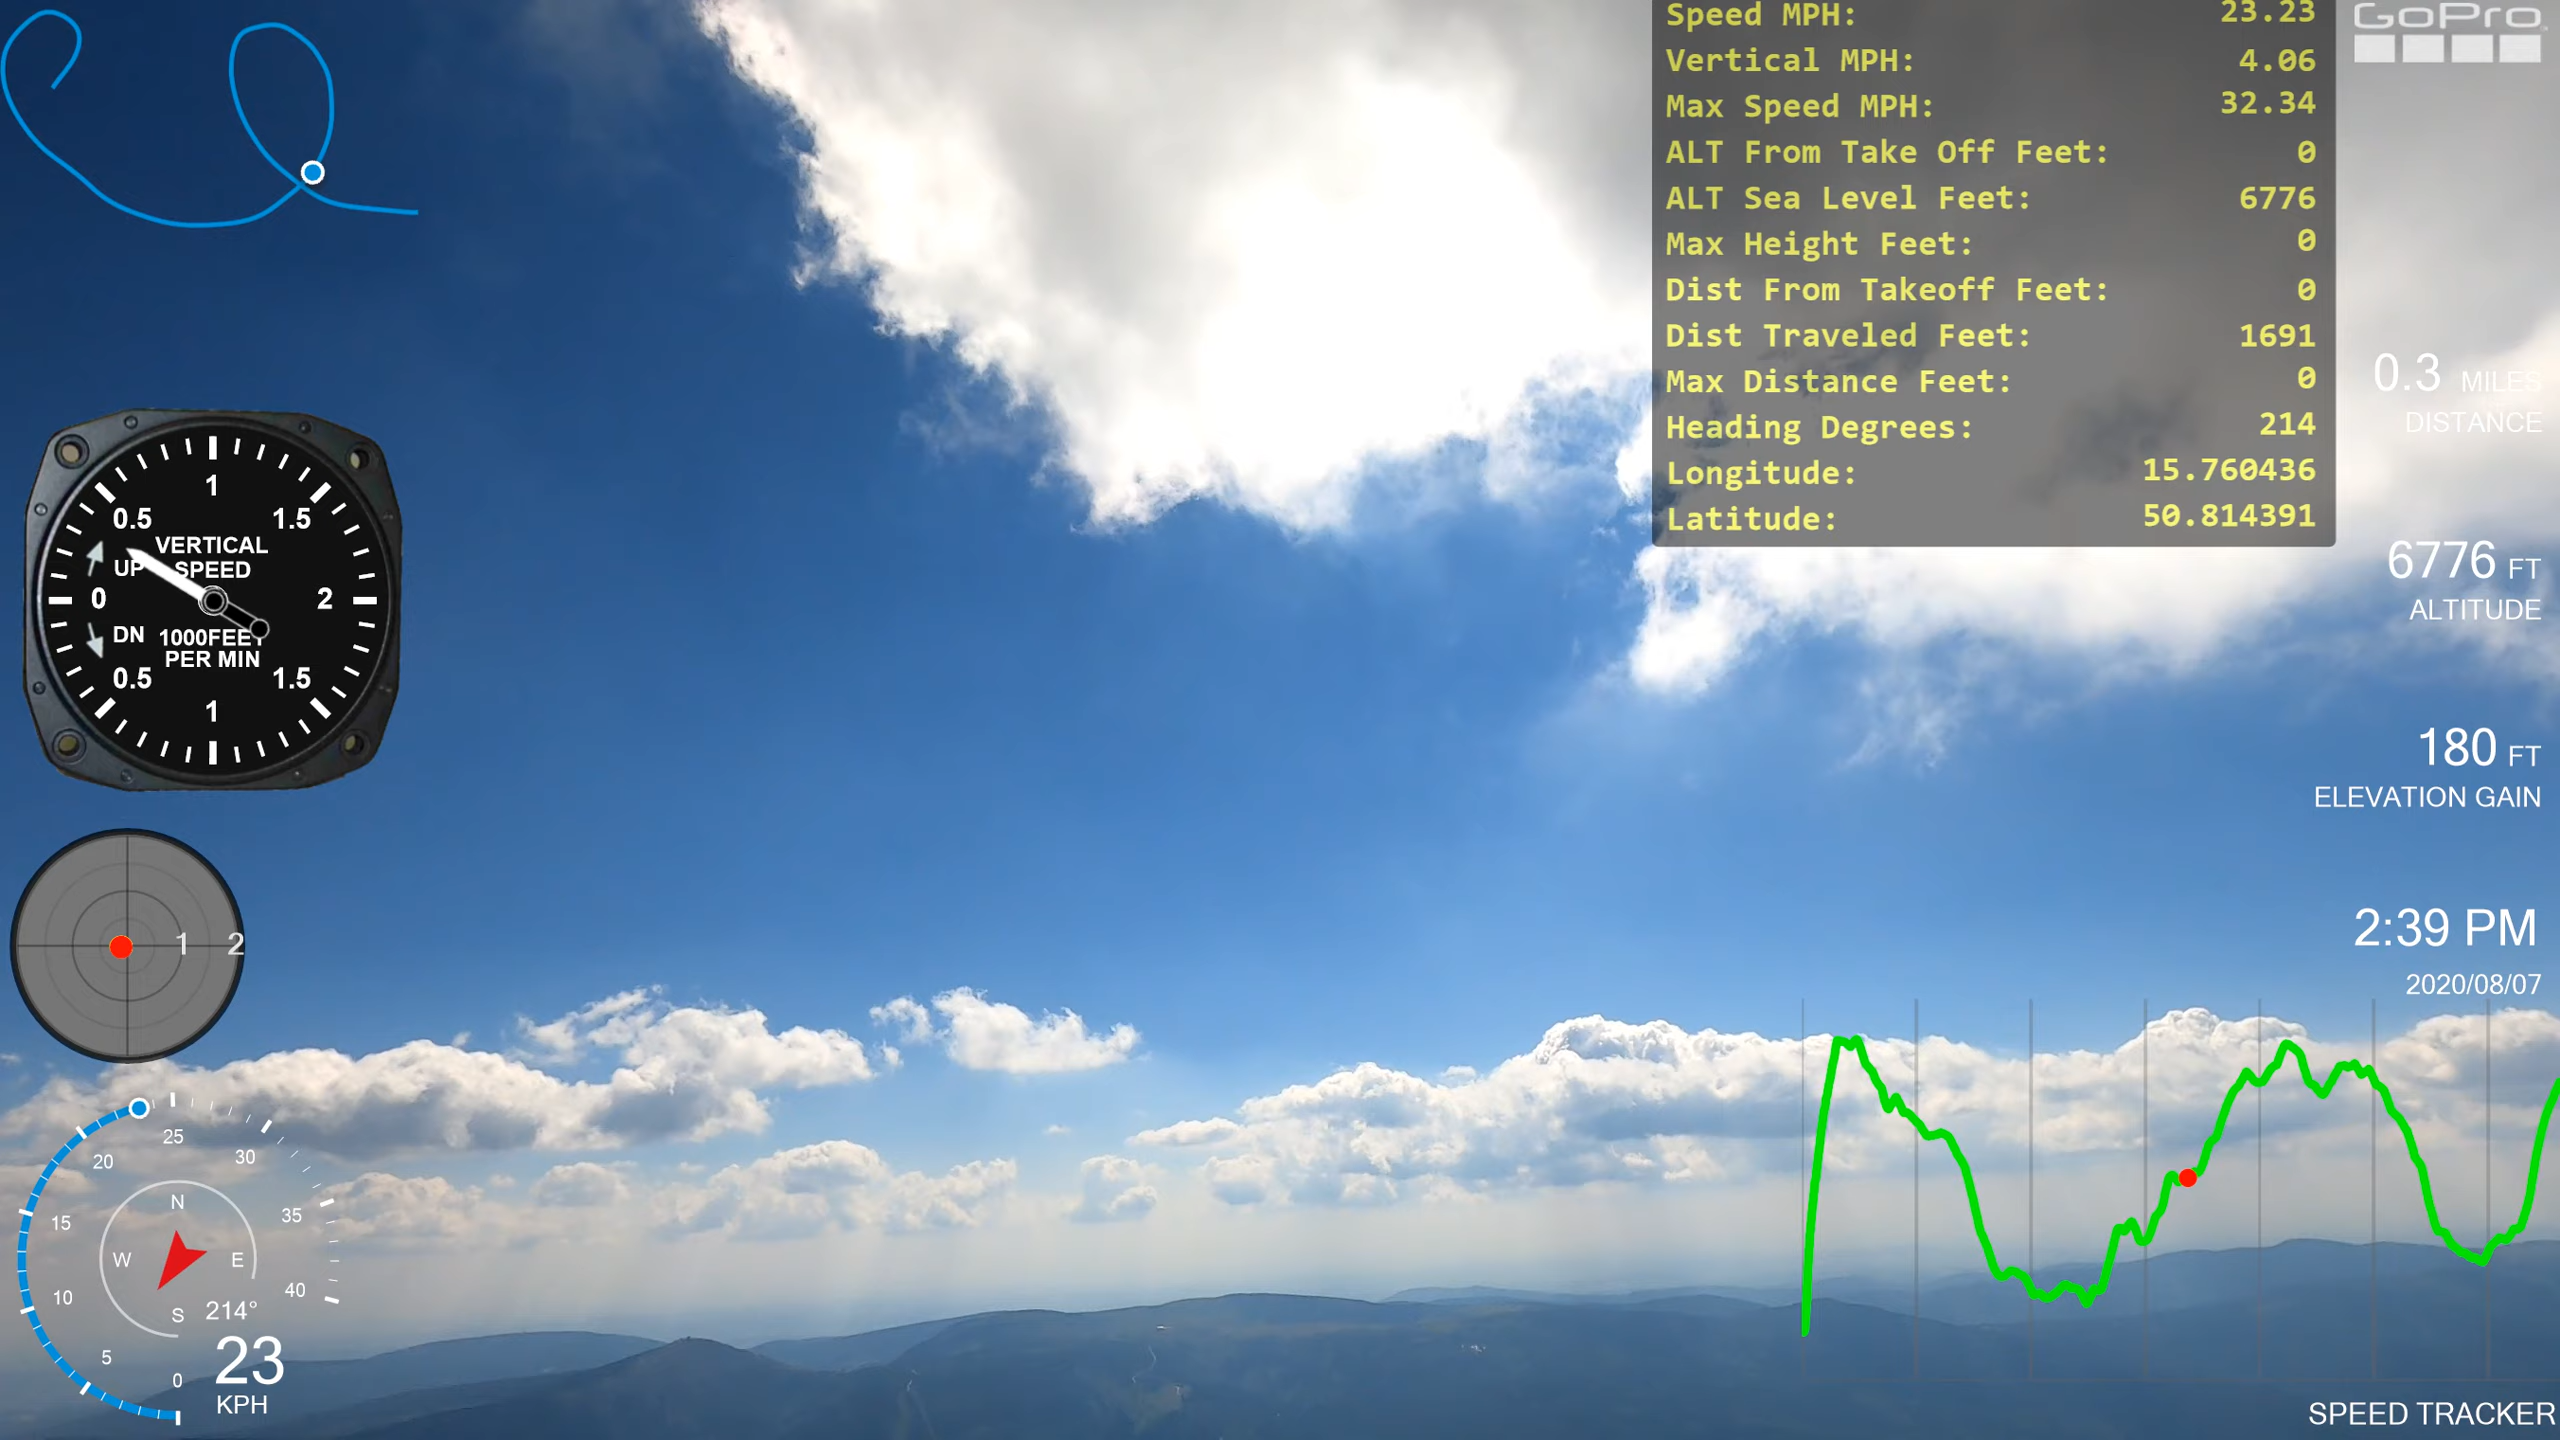 Speed MPH: 23.23
Vertical MPH: 4.06
Max Speed MPH: 32.34
ALT From Take Off Feet: 0
ALT Sea Level Feet: 6776
Max Height Feet: 0
Dist From Takeoff Feet: 0
Dist Traveled Feet: 1691
Max Distance Feet: 0
Heading Degrees: 214
Longitude: 15.760436
Latitude: 50.814391
GoPro
0.3 MILES
DISTANCE
6776 FT
ALTITUDE
180 FT
ELEVATION GAIN
2:39 PM
2020/08/07
SPEED TRACKER
1
0.5 1.5
VERTICAL
UP SPEED
0 2
DN 1000FEET
PER MIN
0.5 1.5
1
1 2
25
20 30
N
15 35
W E
10 40
S 214°
5 23
0
KPH